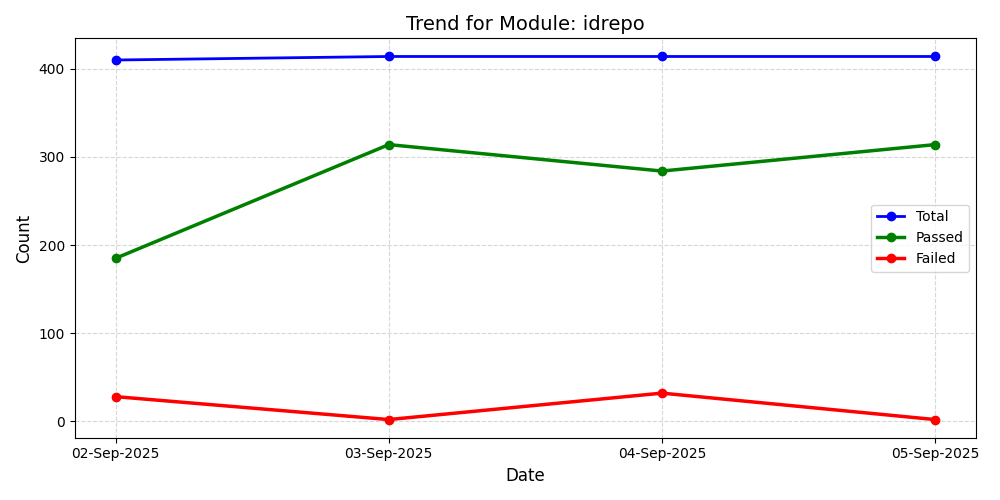 Trend for Module: idrepo
Count
400
300
200
100
0
Total
Passed
Failed
02-Sep-2025 03-Sep-2025 04-Sep-2025 05-Sep-2025
Date